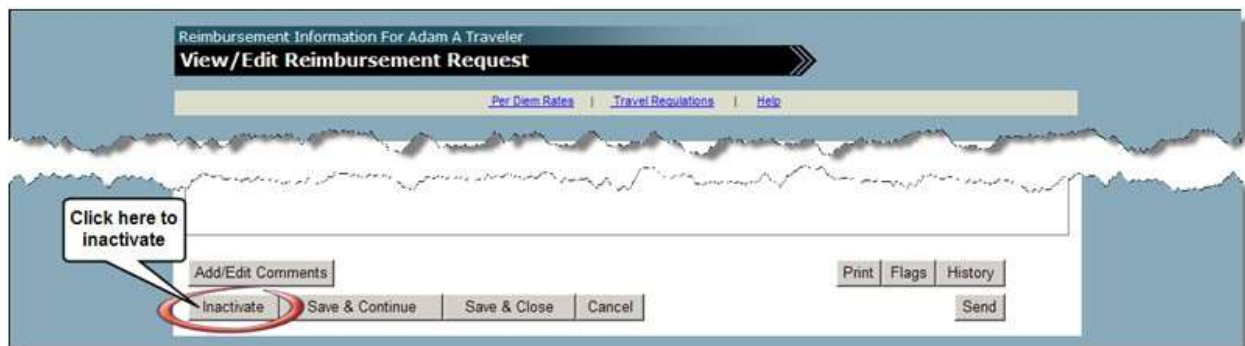 Reimbursement Information For Adam A Traveler
View/Edit Reimbursement Request
Per Diem Rates | Travel Regulations | Help
Click here to
inactivate
Add/Edit Comments Print Flags History
Inactivate Save & Continue Save & Close Cancel Send